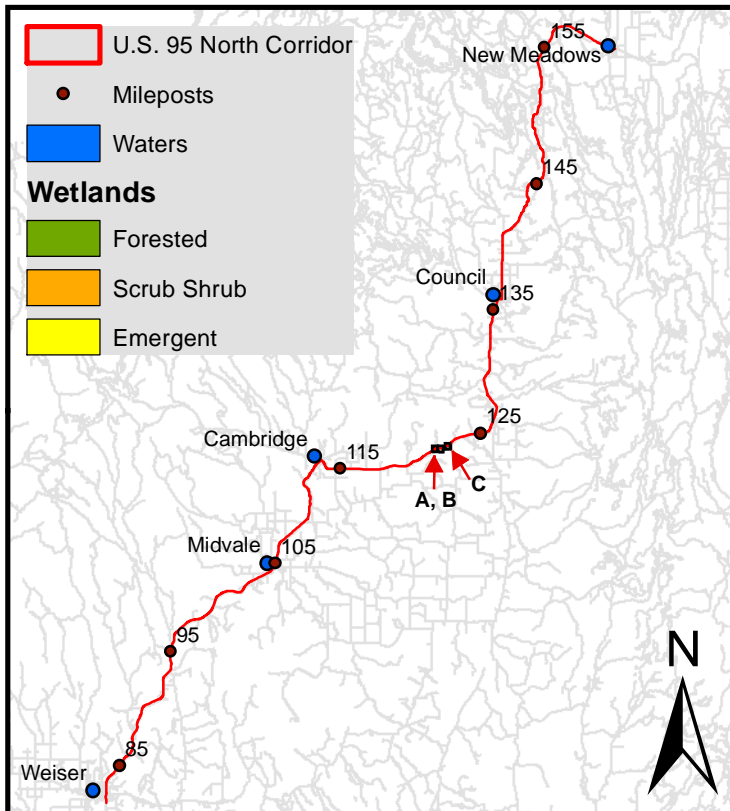 U.S. 95 North Corridor
Mileposts
Waters
Wetlands
Forested
Scrub Shrub
Emergent
155
New Meadows
145
Council
135
125
Cambridge
115
A, B
C
Midvale
105
95
N
85
Weiser